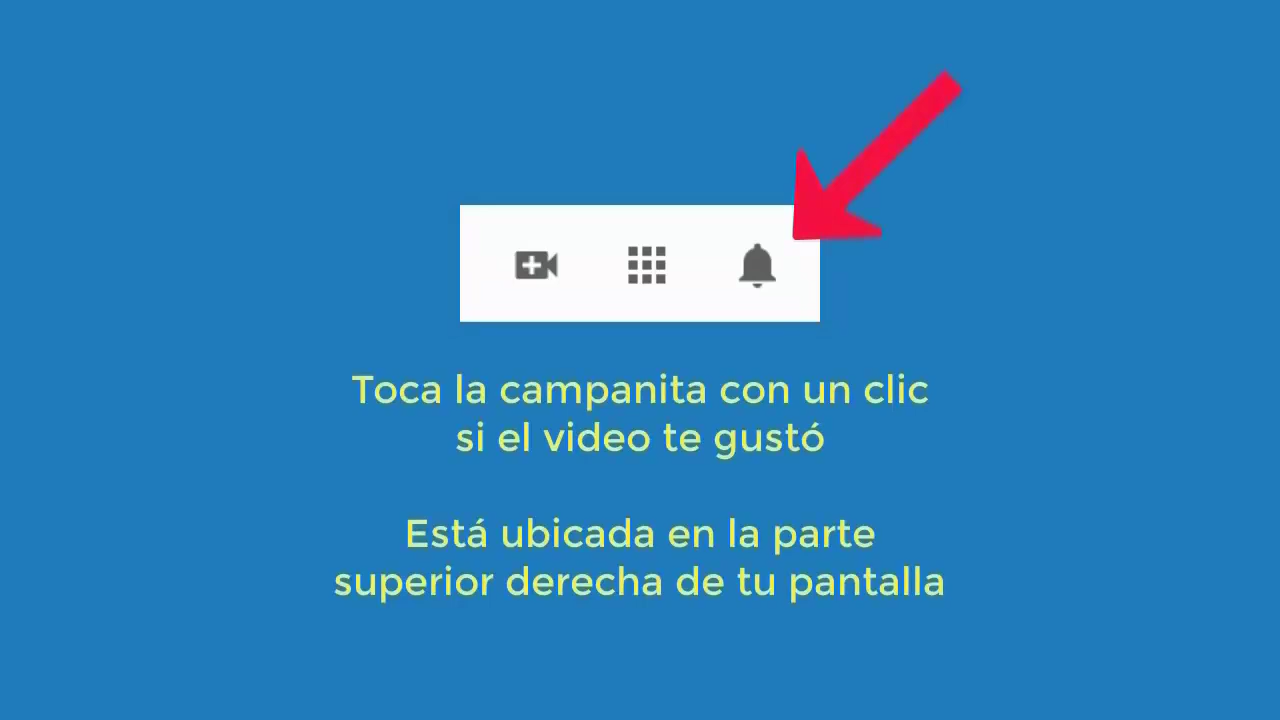 Toca la campanita con un clic
si el video te gustó
Está ubicada en la parte
superior derecha de tu pantalla